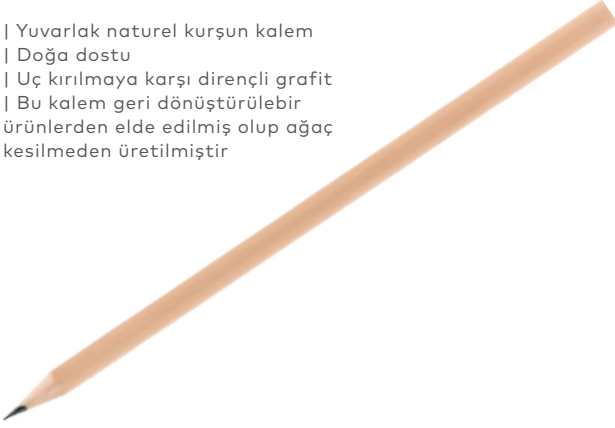 | Yuvarlak naturel kurşun kalem
| Doğa dostu
| Uç kırılmaya karşı dirençli grafit
| Bu kalem geri dönüştürülebir
ürünlerden elde edilmiş olup ağaç
kesilmeden üretilmiştir